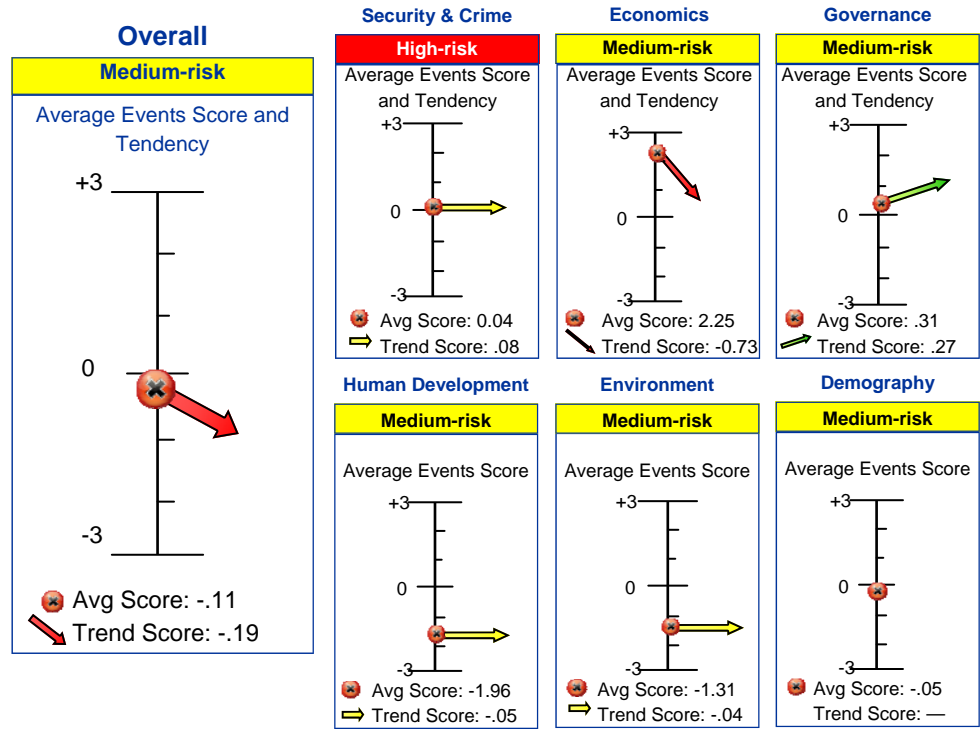 Overall
Medium-risk
Average Events Score and
Tendency
+3
0
-3
Avg Score: -.11
Trend Score: -.19
Security & Crime
High-risk
Average Events Score
and Tendency
+3
0
-3
Avg Score: 0.04
Trend Score: .08
Economics
Medium-risk
Average Events Score
and Tendency
+3
0
-3
Avg Score: 2.25
Trend Score: -0.73
Governance
Medium-risk
Average Events Score
and Tendency
+3
0
-3
Avg Score: .31
Trend Score: .27
Human Development
Medium-risk
Average Events Score
+3
0
-3
Avg Score: -1.96
Trend Score: -.05
Environment
Medium-risk
Average Events Score
+3
0
-3
Avg Score: -1.31
Trend Score: -.04
Demography
Medium-risk
Average Events Score
+3
0
-3
Avg Score: -.05
Trend Score: —